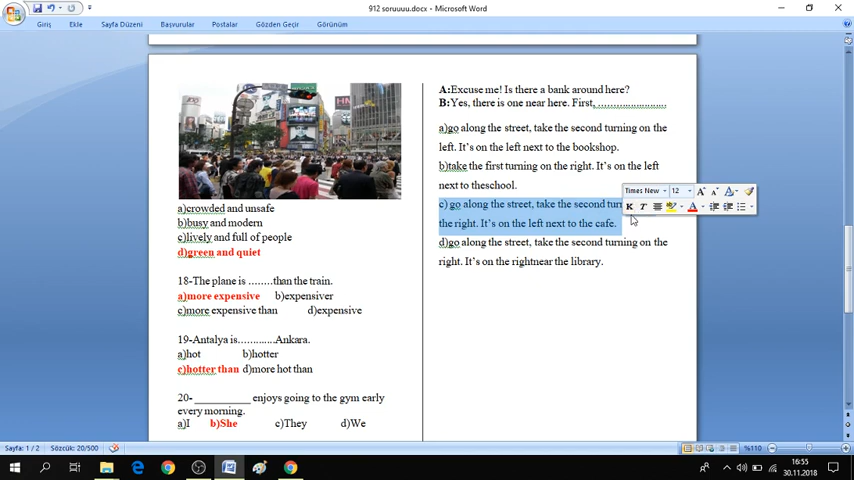 912 soruuuu.docx - Microsoft Word
Giriş Ekle Sayfa Düzeni Başvurular Postalar Gözden Geçir Görünüm
a)crowded and unsafe
b)busy and modern
c)lively and full of people
d)green and quiet
18-The plane is ........than the train.
a)more expensive b)expensiver
c)more expensive than d)expensive
19-Antalya is.............Ankara.
a)hot b)hotter
c)hotter than d)more hot than
20- ____________ enjoys going to the gym early
every morning.
a)I b)She c)They d)We
A:Excuse me! Is there a bank around here?
B:Yes, there is one near here. First, ........................
a)go along the street, take the second turning on the
left. It's on the left next to the bookshop.
b)take the first turning on the right. It's on the left
next to theschool.
c) go along the street, take the second turn
the right. It's on the left next to the cafe.
d)go along the street, take the second turning on the
right. It's on the rightnear the library.
Times New 12
K T
Sayfa: 1 / 2 Sözcük: 20/500 %110
16:55
30.11.2018